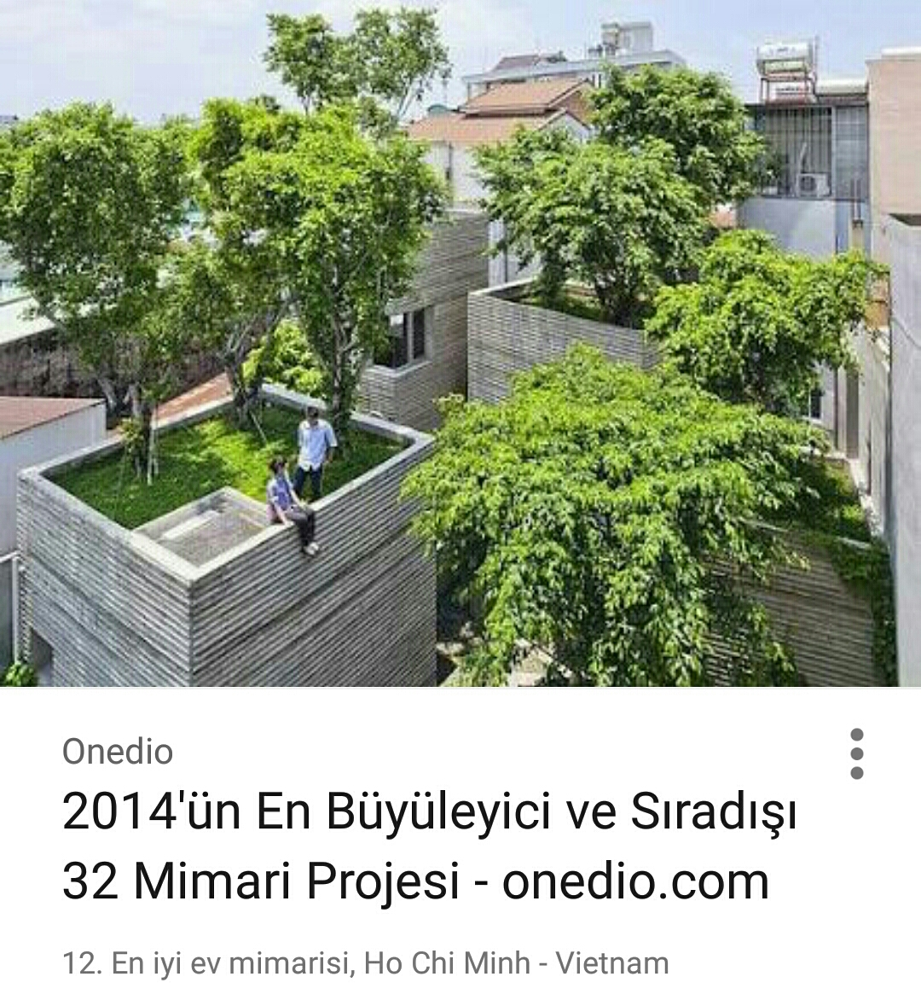 Onedio
2014'ün En Büyüleyici ve Sıradışı
32 Mimari Projesi - onedio.com
12. En iyi ev mimarisi, Ho Chi Minh - Vietnam